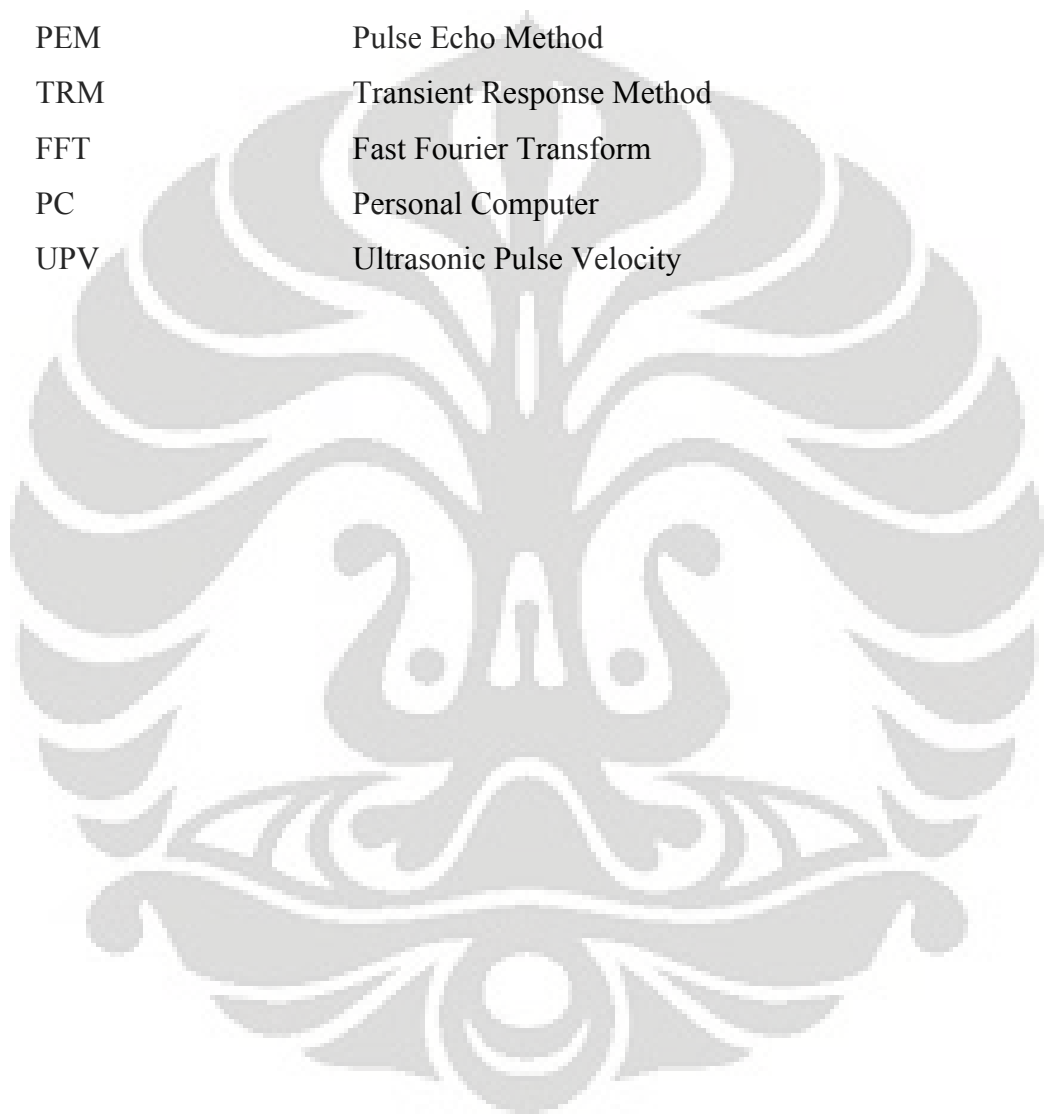 PEM Pulse Echo Method
TRM Transient Response Method
FFT Fast Fourier Transform
PC Personal Computer
UPV Ultrasonic Pulse Velocity